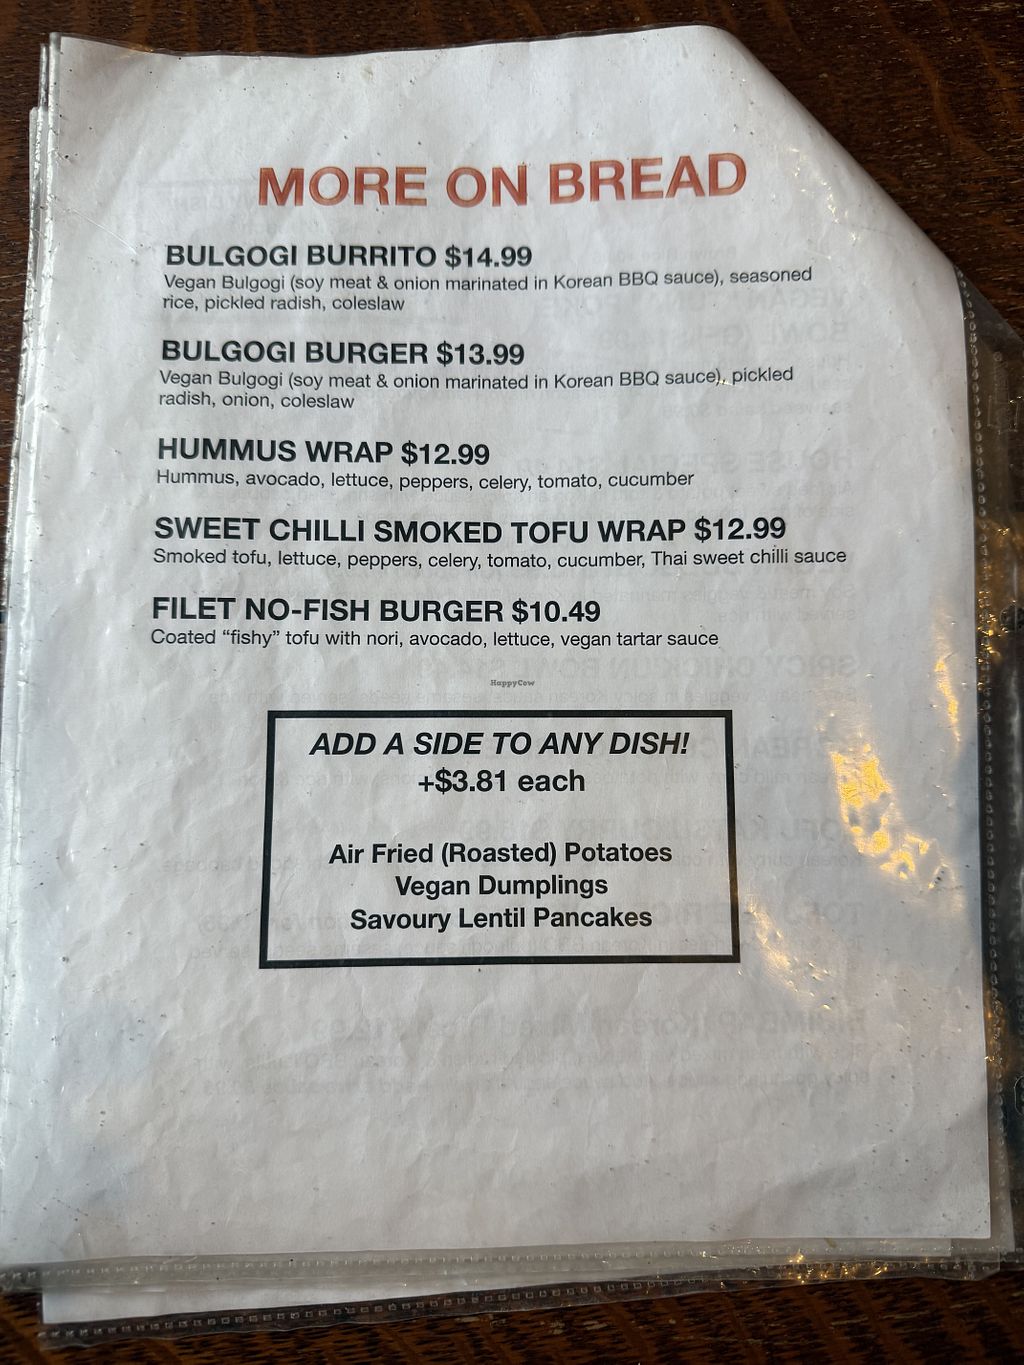 MORE ON BREAD
BULGOGI BURRITO $14.99
Vegan Bulgogi (soy meat & onion marinated in Korean BBQ sauce), seasoned
rice, pickled radish, coleslaw
BULGOGI BURGER $13.99
Vegan Bulgogi (soy meat & onion marinated in Korean BBQ sauce), pickled
radish, onion, coleslaw
HUMMUS WRAP $12.99
Hummus, avocado, lettuce, peppers, celery, tomato, cucumber
SWEET CHILLI SMOKED TOFU WRAP $12.99
Smoked tofu, lettuce, peppers, celery, tomato, cucumber, Thai sweet chilli sauce
FILET NO-FISH BURGER $10.49
Coated “fishy” tofu with nori, avocado, lettuce, vegan tartar sauce
HappyCow
ADD A SIDE TO ANY DISH!
+$3.81 each
Air Fried (Roasted) Potatoes
Vegan Dumplings
Savoury Lentil Pancakes